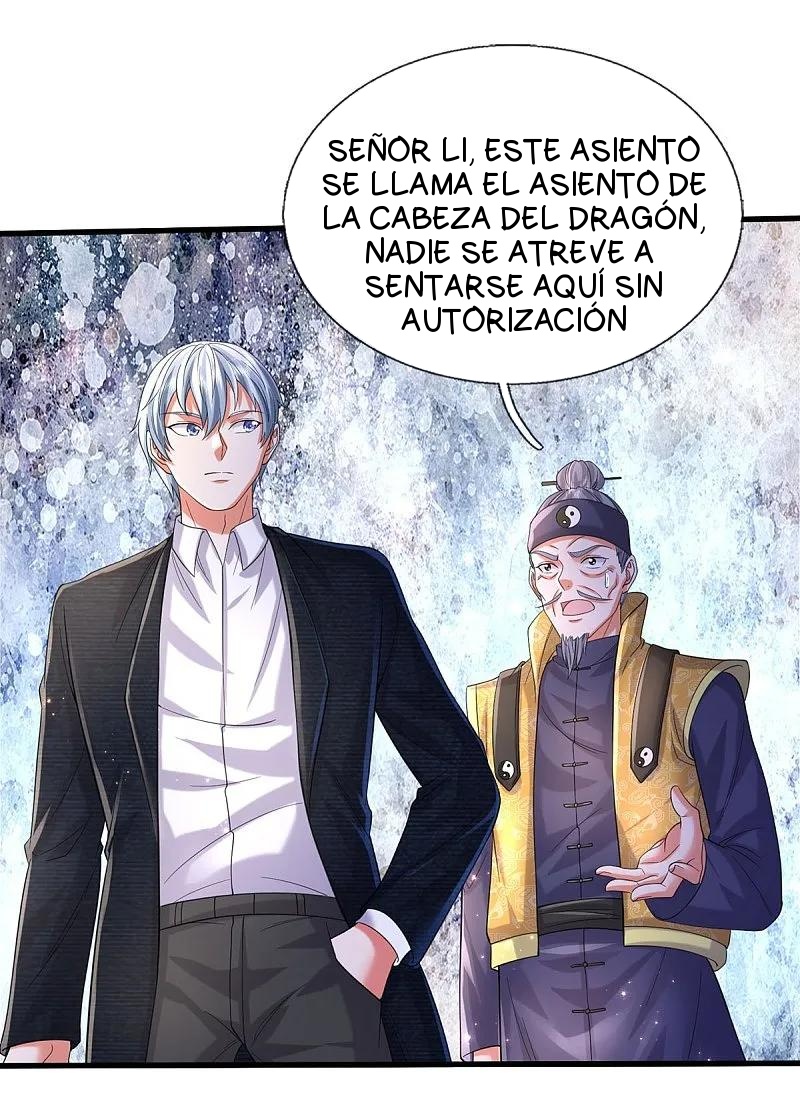 SEÑOR LI, ESTE ASIENTO
SE LLAMA EL ASIENTO DE
LA CABEZA DEL DRAGÓN,
NADIE SE ATREVE A
SENTARSE AQUÍ SIN
AUTORIZACIÓN